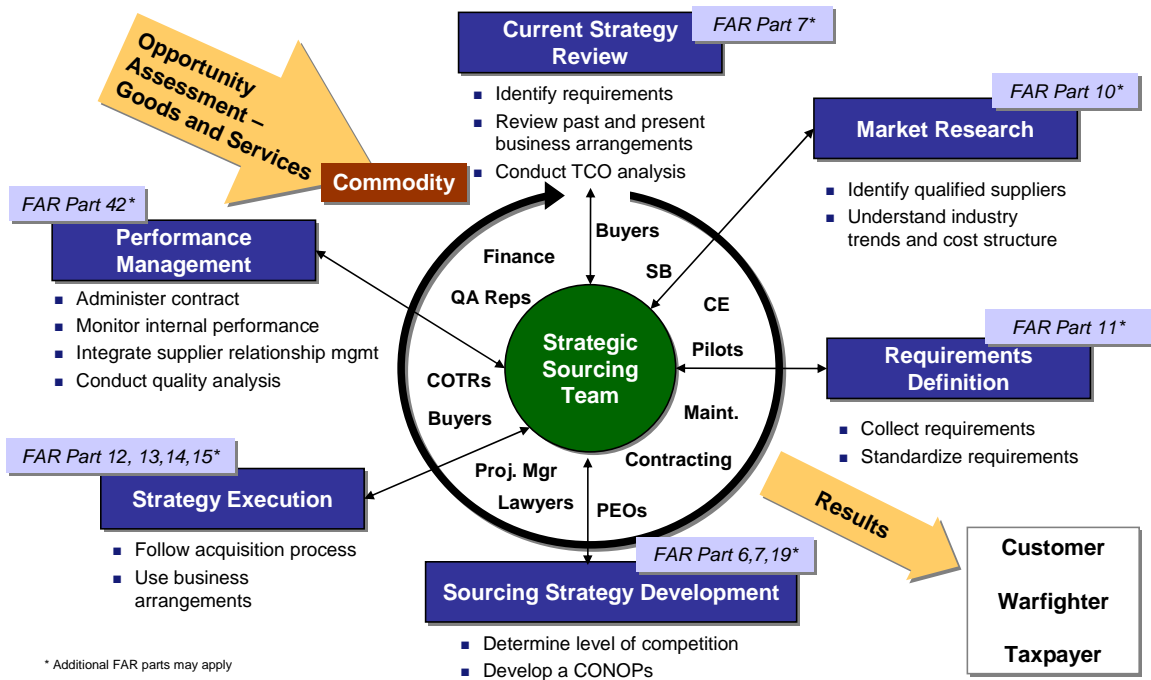 FAR Part 7*
Current Strategy
Review
Identify requirements
Review past and present
business arrangements
Conduct TCO analysis
Opportunity
Assessment –
Goods and Services
Commodity
FAR Part 10*
Market Research
Identify qualified suppliers
Understand industry
trends and cost structure
FAR Part 42*
Performance
Management
Administer contract
Monitor internal performance
Integrate supplier relationship mgmt
Conduct quality analysis
Buyers
Finance
SB
QA Reps
CE
Pilots
Strategic
Sourcing
Team
COTRs
Buyers
Maint.
Contracting
Proj. Mgr
Lawyers
PEOs
FAR Part 11*
Requirements
Definition
Collect requirements
Standardize requirements
FAR Part 12, 13,14,15*
Strategy Execution
Follow acquisition process
Use business
arrangements
FAR Part 6,7,19*
Sourcing Strategy Development
Determine level of competition
Develop a CONOPs
Results
Customer
Warfighter
Taxpayer
* Additional FAR parts may apply